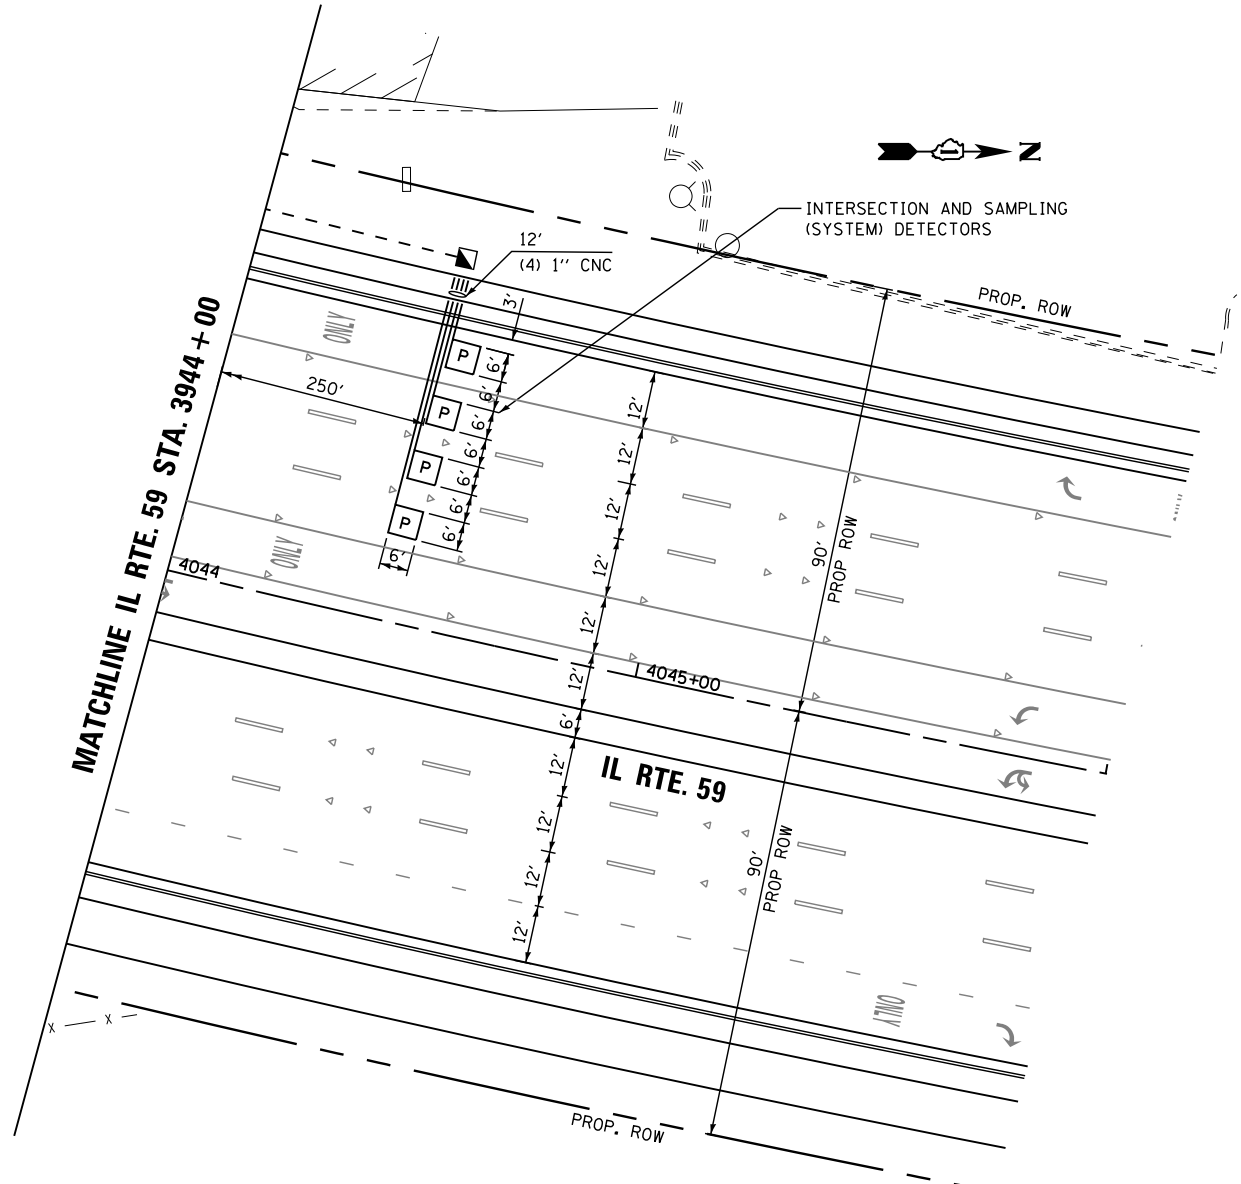 N
INTERSECTION AND SAMPLING
(SYSTEM) DETECTORS
12'
(4) 1'' CNC
PROP. ROW
3'
ONLY
MATCHLINE IL RTE. 59 STA. 3944+00
250'
P
P
P
P
6'
6'
6'
6'
6'
6'
6'
6'
12'
12'
12'
12'
12'
12'
6'
12'
12'
12'
12'
90'
PROP ROW
ONLY
4044
4045+00
IL RTE. 59
90'
PROP ROW
ONLY
X
X
PROP. ROW